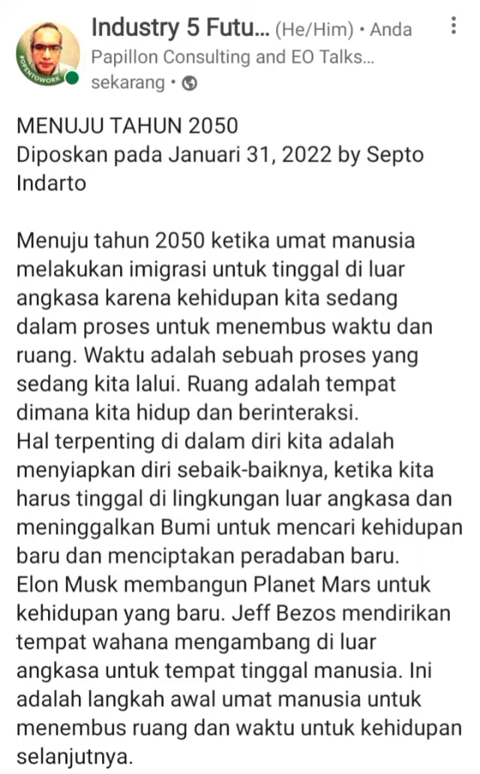 Industry 5 Futu... (He/Him) • Anda
Papillon Consulting and EO Talks...
sekarang •
#OPENTOWORK
MENUJU TAHUN 2050
Diposkan pada Januari 31, 2022 by Septo
Indarto
Menuju tahun 2050 ketika umat manusia
melakukan imigrasi untuk tinggal di luar
angkasa karena kehidupan kita sedang
dalam proses untuk menembus waktu dan
ruang. Waktu adalah sebuah proses yang
sedang kita lalui. Ruang adalah tempat
dimana kita hidup dan berinteraksi.
Hal terpenting di dalam diri kita adalah
menyiapkan diri sebaik-baiknya, ketika kita
harus tinggal di lingkungan luar angkasa dan
meninggalkan Bumi untuk mencari kehidupan
baru dan menciptakan peradaban baru.
Elon Musk membangun Planet Mars untuk
kehidupan yang baru. Jeff Bezos mendirikan
tempat wahana mengambang di luar
angkasa untuk tempat tinggal manusia. Ini
adalah langkah awal umat manusia untuk
menembus ruang dan waktu untuk kehidupan
selanjutnya.